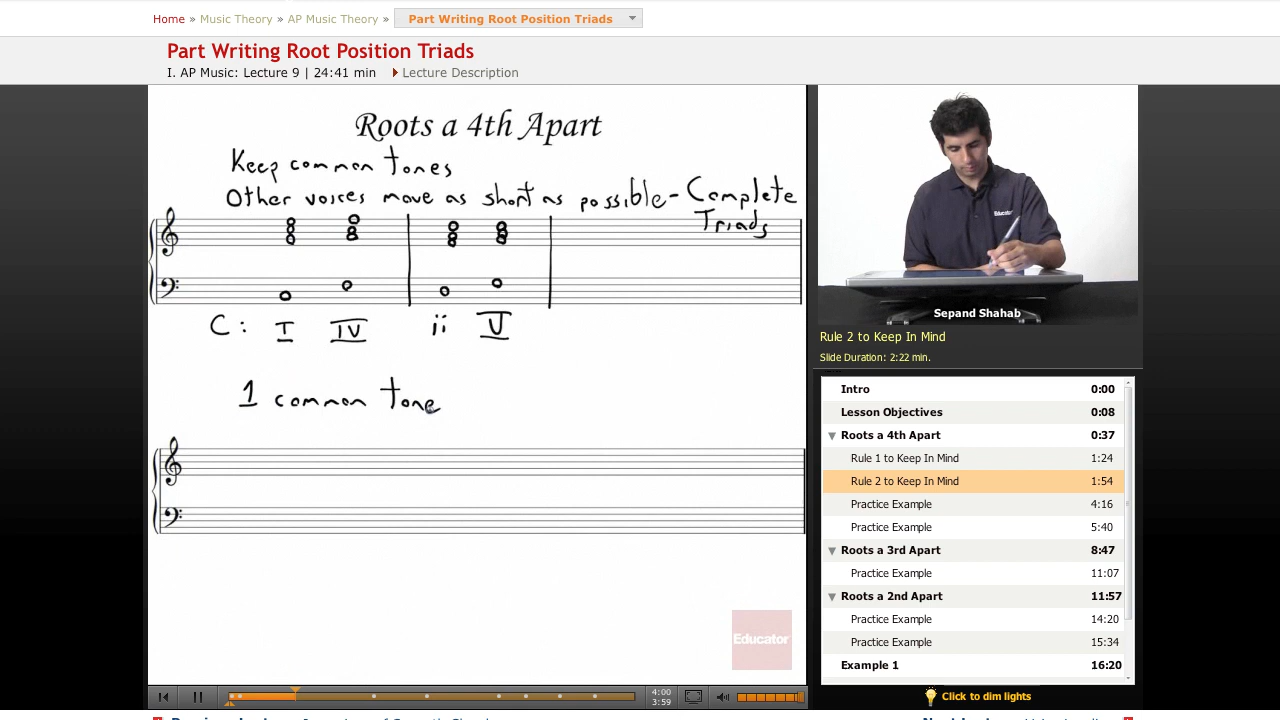 Home » Music Theory » AP Music Theory » Part Writing Root Position Triads
Part Writing Root Position Triads
I. AP Music: Lecture 9 | 24:41 min Lecture Description
Roots a 4th Apart
Keep common tones
Other voices move as short as possible - Complete
Triads
C: I IV ii V
1 common tone
Educator
4:00
3:59
Educator
Sepand Shahab
Rule 2 to Keep In Mind
Slide Duration: 2:22 min.
Intro 0:00
Lesson Objectives 0:08
Roots a 4th Apart 0:37
Rule 1 to Keep In Mind 1:24
Rule 2 to Keep In Mind 1:54
Practice Example 4:16
Practice Example 5:40
Roots a 3rd Apart 8:47
Practice Example 11:07
Roots a 2nd Apart 11:57
Practice Example 14:20
Practice Example 15:34
Example 1 16:20
Click to dim lights